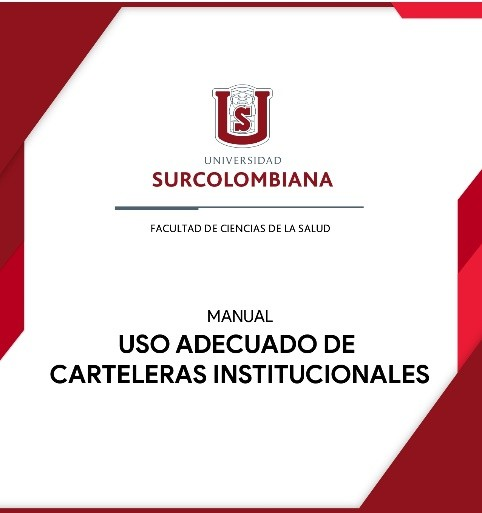 UNIVERSIDAD
SURCOLOMBIANA
FACULTAD DE CIENCIAS DE LA SALUD
MANUAL
USO ADECUADO DE
CARTELERAS INSTITUCIONALES